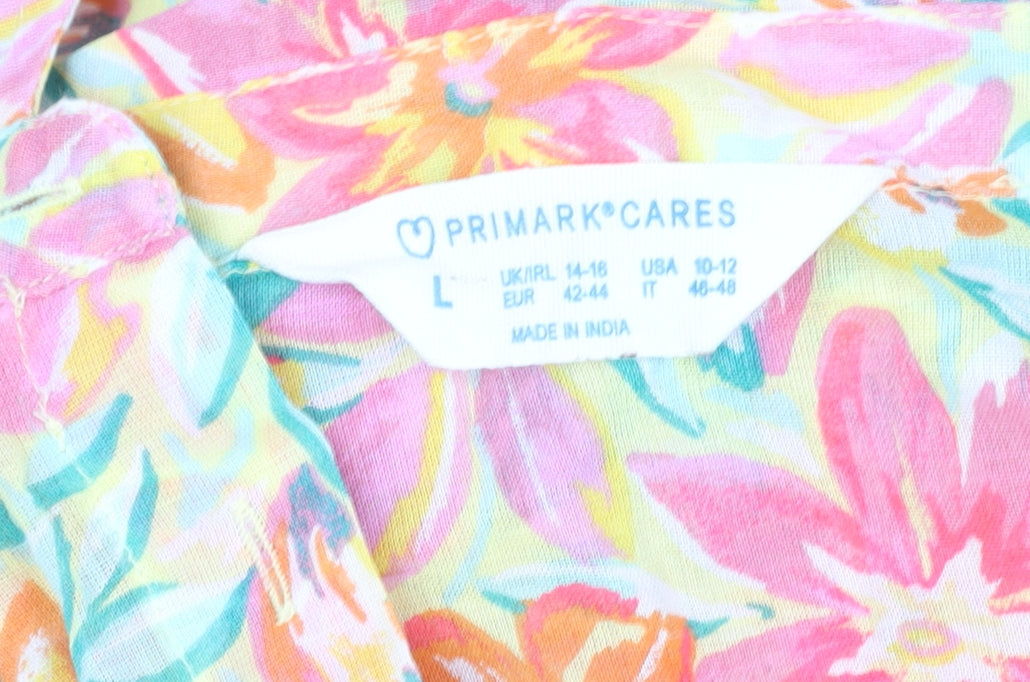 PRIMARK® CARES
L UK/IRL 14-16 USA 10-12
EUR 42-44 IT 46-48
MADE IN INDIA